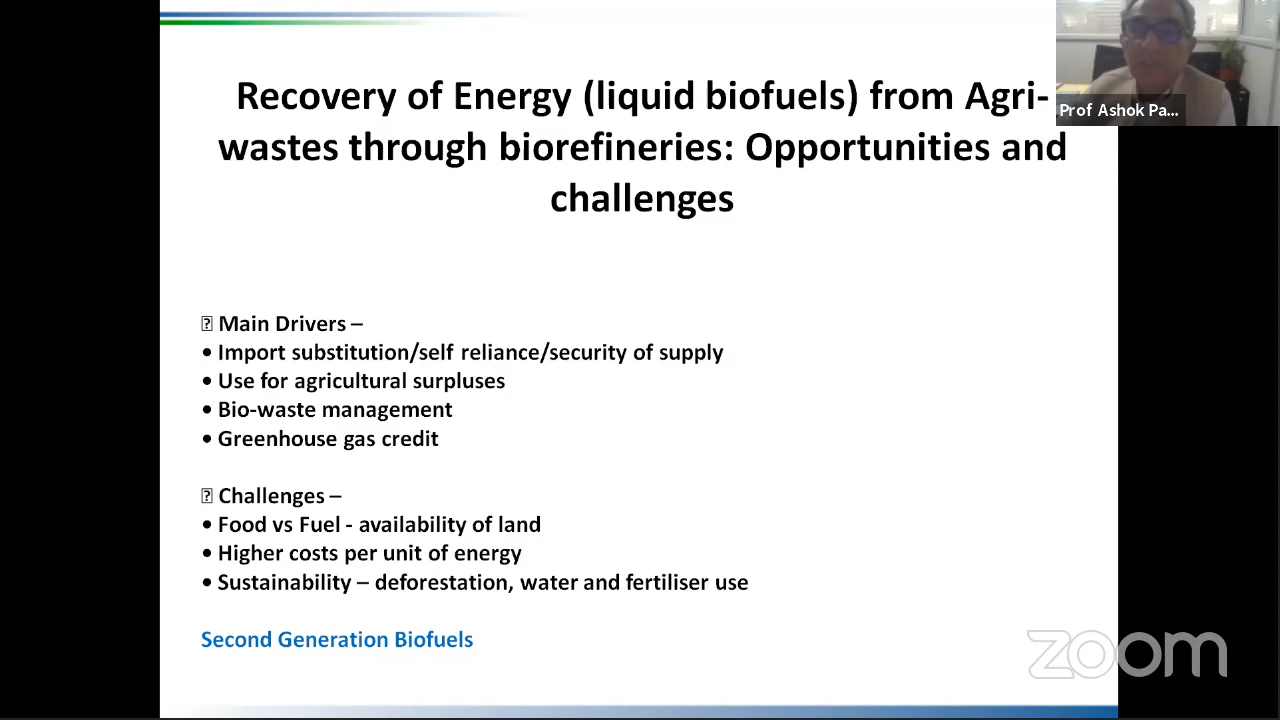 Recovery of Energy (liquid biofuels) from Agri-
wastes through biorefineries: Opportunities and
challenges
Prof Ashok Pa...
Main Drivers –
• Import substitution/self reliance/security of supply
• Use for agricultural surpluses
• Bio-waste management
• Greenhouse gas credit
Challenges –
• Food vs Fuel - availability of land
• Higher costs per unit of energy
• Sustainability – deforestation, water and fertiliser use
Second Generation Biofuels
zoom